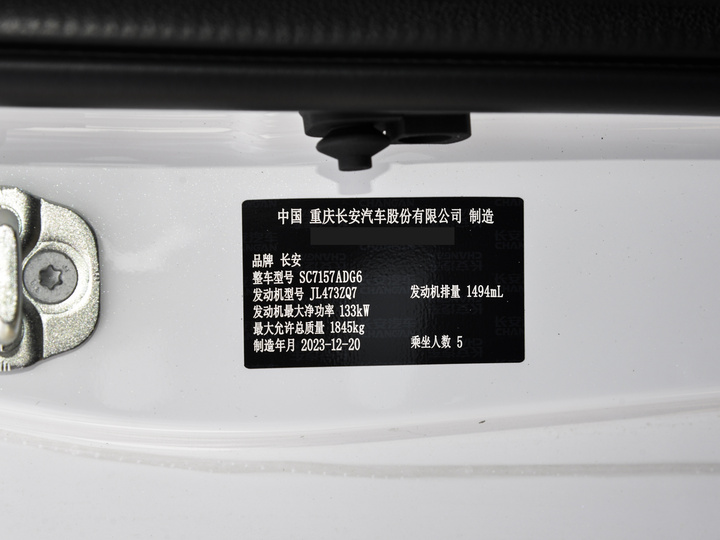 中国 重庆长安汽车股份有限公司 制造
品牌 长安
整车型号 SC7157ADG6
发动机型号 JL473ZQ7 发动机排量 1494mL
发动机最大净功率 133kW
最大允许总质量 1845kg
制造年月 2023-12-20 乘坐人数 5